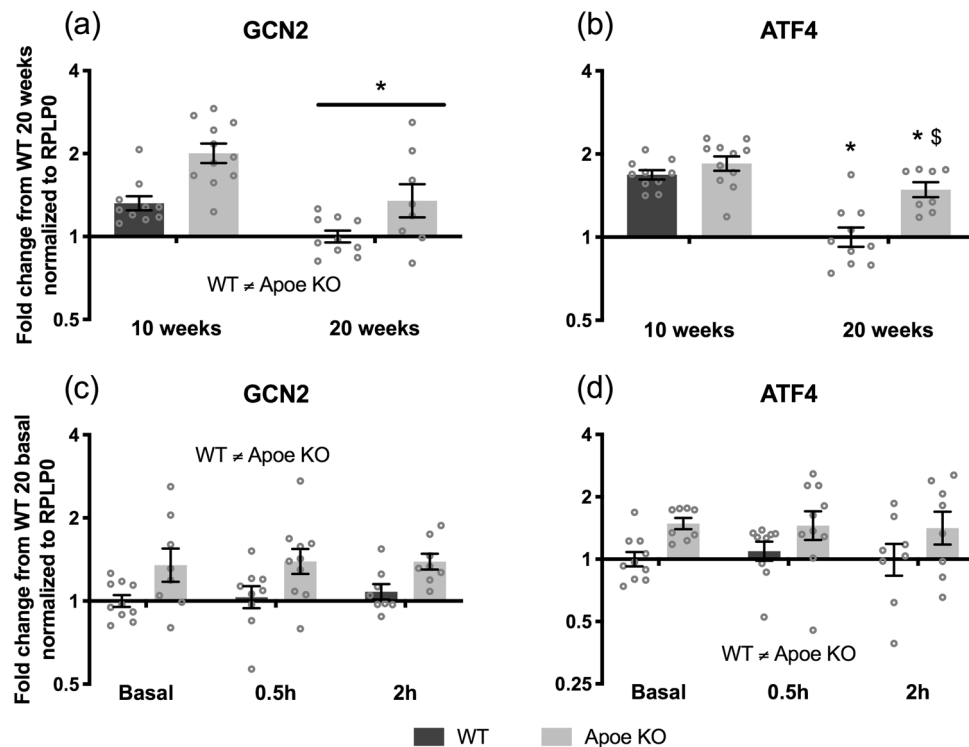 (a)
GCN2
Fold change from WT 20 weeks
normalized to RPLP0
4
2
1
0.5
*
WT ≠ Apoe KO
10 weeks
20 weeks
(b)
ATF4
4
2
1
0.5
*
* $
10 weeks
20 weeks
(c)
GCN2
Fold change from WT 20 basal
normalized to RPLP0
4
2
1
0.5
WT ≠ Apoe KO
Basal
0.5h
2h
(d)
ATF4
4
2
1
0.5
0.25
WT ≠ Apoe KO
Basal
0.5h
2h
WT
Apoe KO